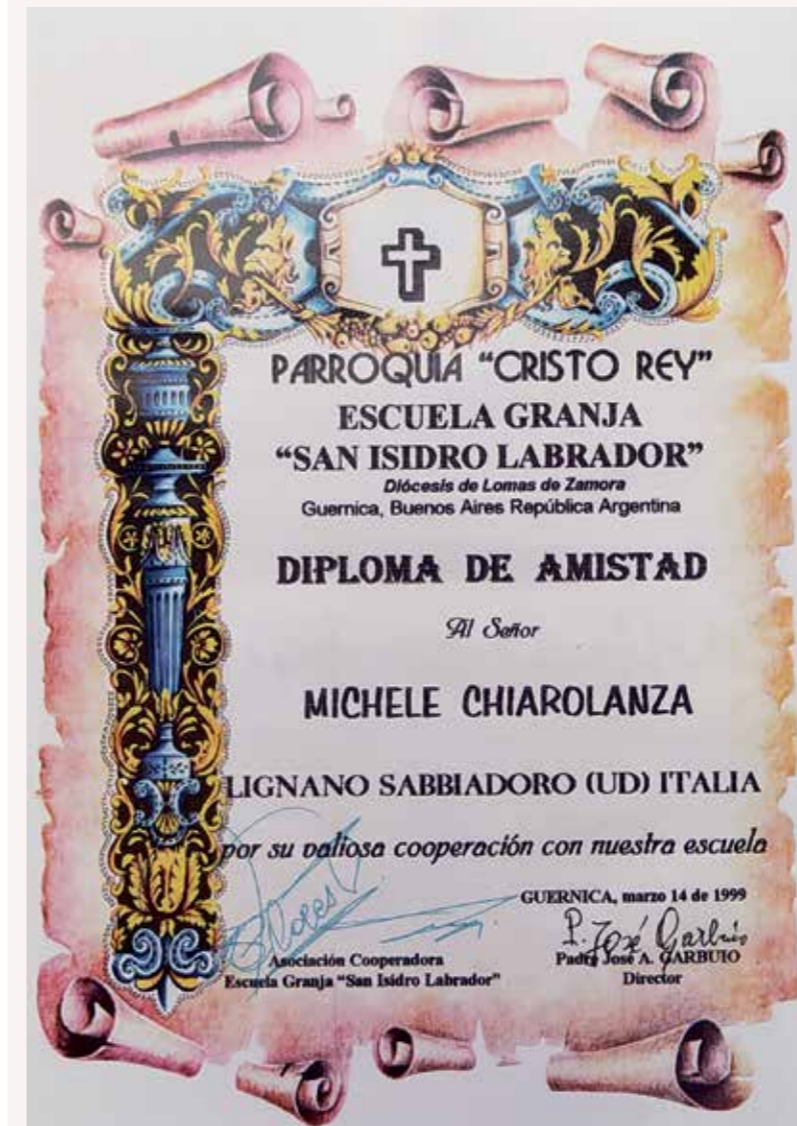 PARROQUIA “CRISTO REY”
ESCUELA GRANJA
“SAN ISIDRO LABRADOR”
Diócesis de Lomas de Zamora
Guernica, Buenos Aires República Argentina
DIPLOMA DE AMISTAD
Al Señor
MICHELE CHIAROLANZA
LIGNANO SABBIADORO (UD) ITALIA
por su valiosa cooperación con nuestra escuela
GUERNICA, marzo 14 de 1999
P. José Garbuio
Asociación Cooperadora
Escuela Granja “San Isidro Labrador”
Padre José A. GARBUIO
Director